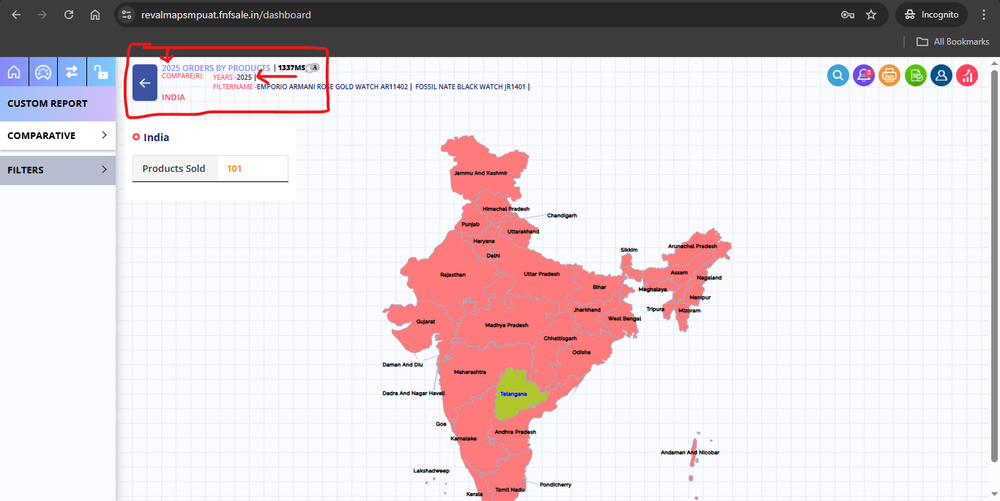 revalmapsmpuat.fnfsale.in/dashboard
Incognito
All Bookmarks
2025 ORDERS BY PRODUCTS | 1337MS A
COMPARE(R): YEARS -2025 |
FILTERNAME -EMPORIO ARMANI ROSE GOLD WATCH AR11402 | FOSSIL NATE BLACK WATCH JR1401 |
INDIA
0
CUSTOM REPORT
COMPARATIVE
FILTERS
India
Products Sold 101
Jammu And Kashmir
Himachal Pradesh
Chandigarh
Punjab
Uttarakhand
Haryana
Arunachal Pradesh
Sikkim
Delhi
Assam
Rajasthan
Uttar Pradesh
Nagaland
Bihar
Meghalaya
Manipur
Jharkhand
Tripura
Mizoram
West Bengal
Gujarat
Madhya Pradesh
Chhattisgarh
Odisha
Daman And Diu
Maharashtra
Dadra And Nagar Haveli
Telangana
Goa
Andhra Pradesh
Karnataka
Andaman And Nicobar
Lakshadweep
Pondicherry
Tamil Nadu
Kerala